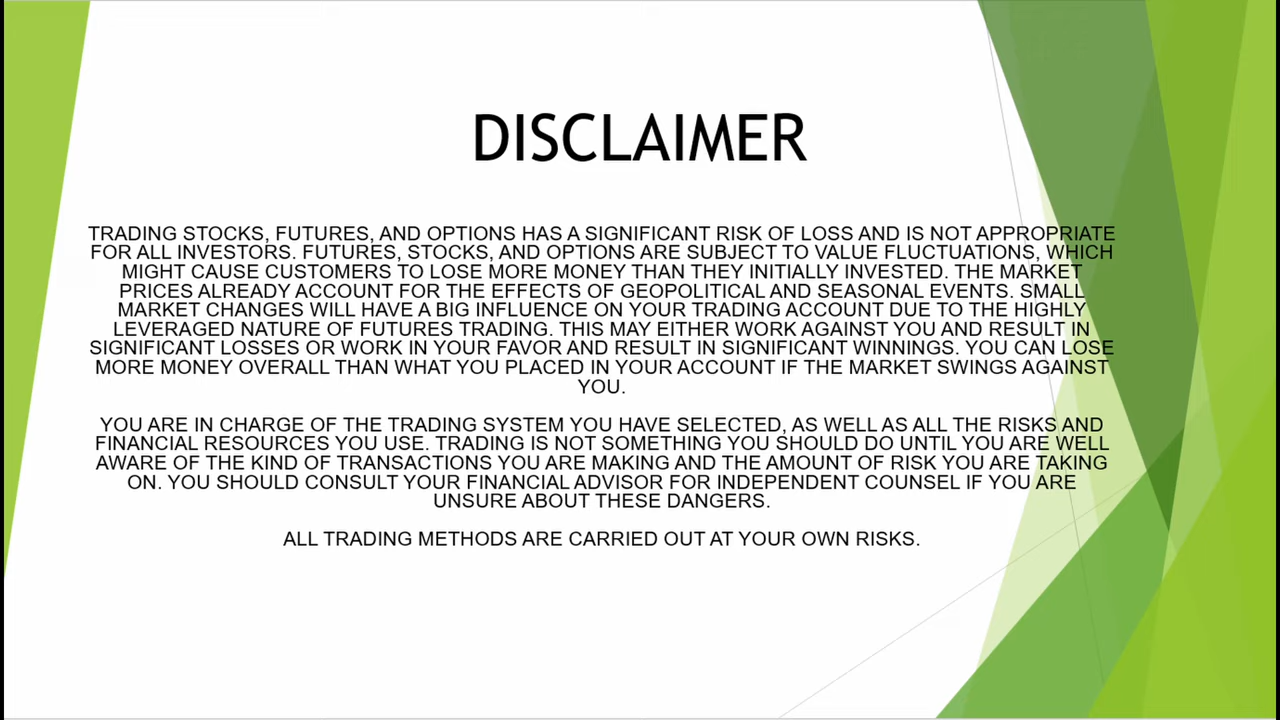 DISCLAIMER
TRADING STOCKS, FUTURES, AND OPTIONS HAS A SIGNIFICANT RISK OF LOSS AND IS NOT APPROPRIATE
FOR ALL INVESTORS. FUTURES, STOCKS, AND OPTIONS ARE SUBJECT TO VALUE FLUCTUATIONS, WHICH
MIGHT CAUSE CUSTOMERS TO LOSE MORE MONEY THAN THEY INITIALLY INVESTED. THE MARKET
PRICES ALREADY ACCOUNT FOR THE EFFECTS OF GEOPOLITICAL AND SEASONAL EVENTS. SMALL
MARKET CHANGES WILL HAVE A BIG INFLUENCE ON YOUR TRADING ACCOUNT DUE TO THE HIGHLY
LEVERAGED NATURE OF FUTURES TRADING. THIS MAY EITHER WORK AGAINST YOU AND RESULT IN
SIGNIFICANT LOSSES OR WORK IN YOUR FAVOR AND RESULT IN SIGNIFICANT WINNINGS. YOU CAN LOSE
MORE MONEY OVERALL THAN WHAT YOU PLACED IN YOUR ACCOUNT IF THE MARKET SWINGS AGAINST
YOU.
YOU ARE IN CHARGE OF THE TRADING SYSTEM YOU HAVE SELECTED, AS WELL AS ALL THE RISKS AND
FINANCIAL RESOURCES YOU USE. TRADING IS NOT SOMETHING YOU SHOULD DO UNTIL YOU ARE WELL
AWARE OF THE KIND OF TRANSACTIONS YOU ARE MAKING AND THE AMOUNT OF RISK YOU ARE TAKING
ON. YOU SHOULD CONSULT YOUR FINANCIAL ADVISOR FOR INDEPENDENT COUNSEL IF YOU ARE
UNSURE ABOUT THESE DANGERS.
ALL TRADING METHODS ARE CARRIED OUT AT YOUR OWN RISKS.